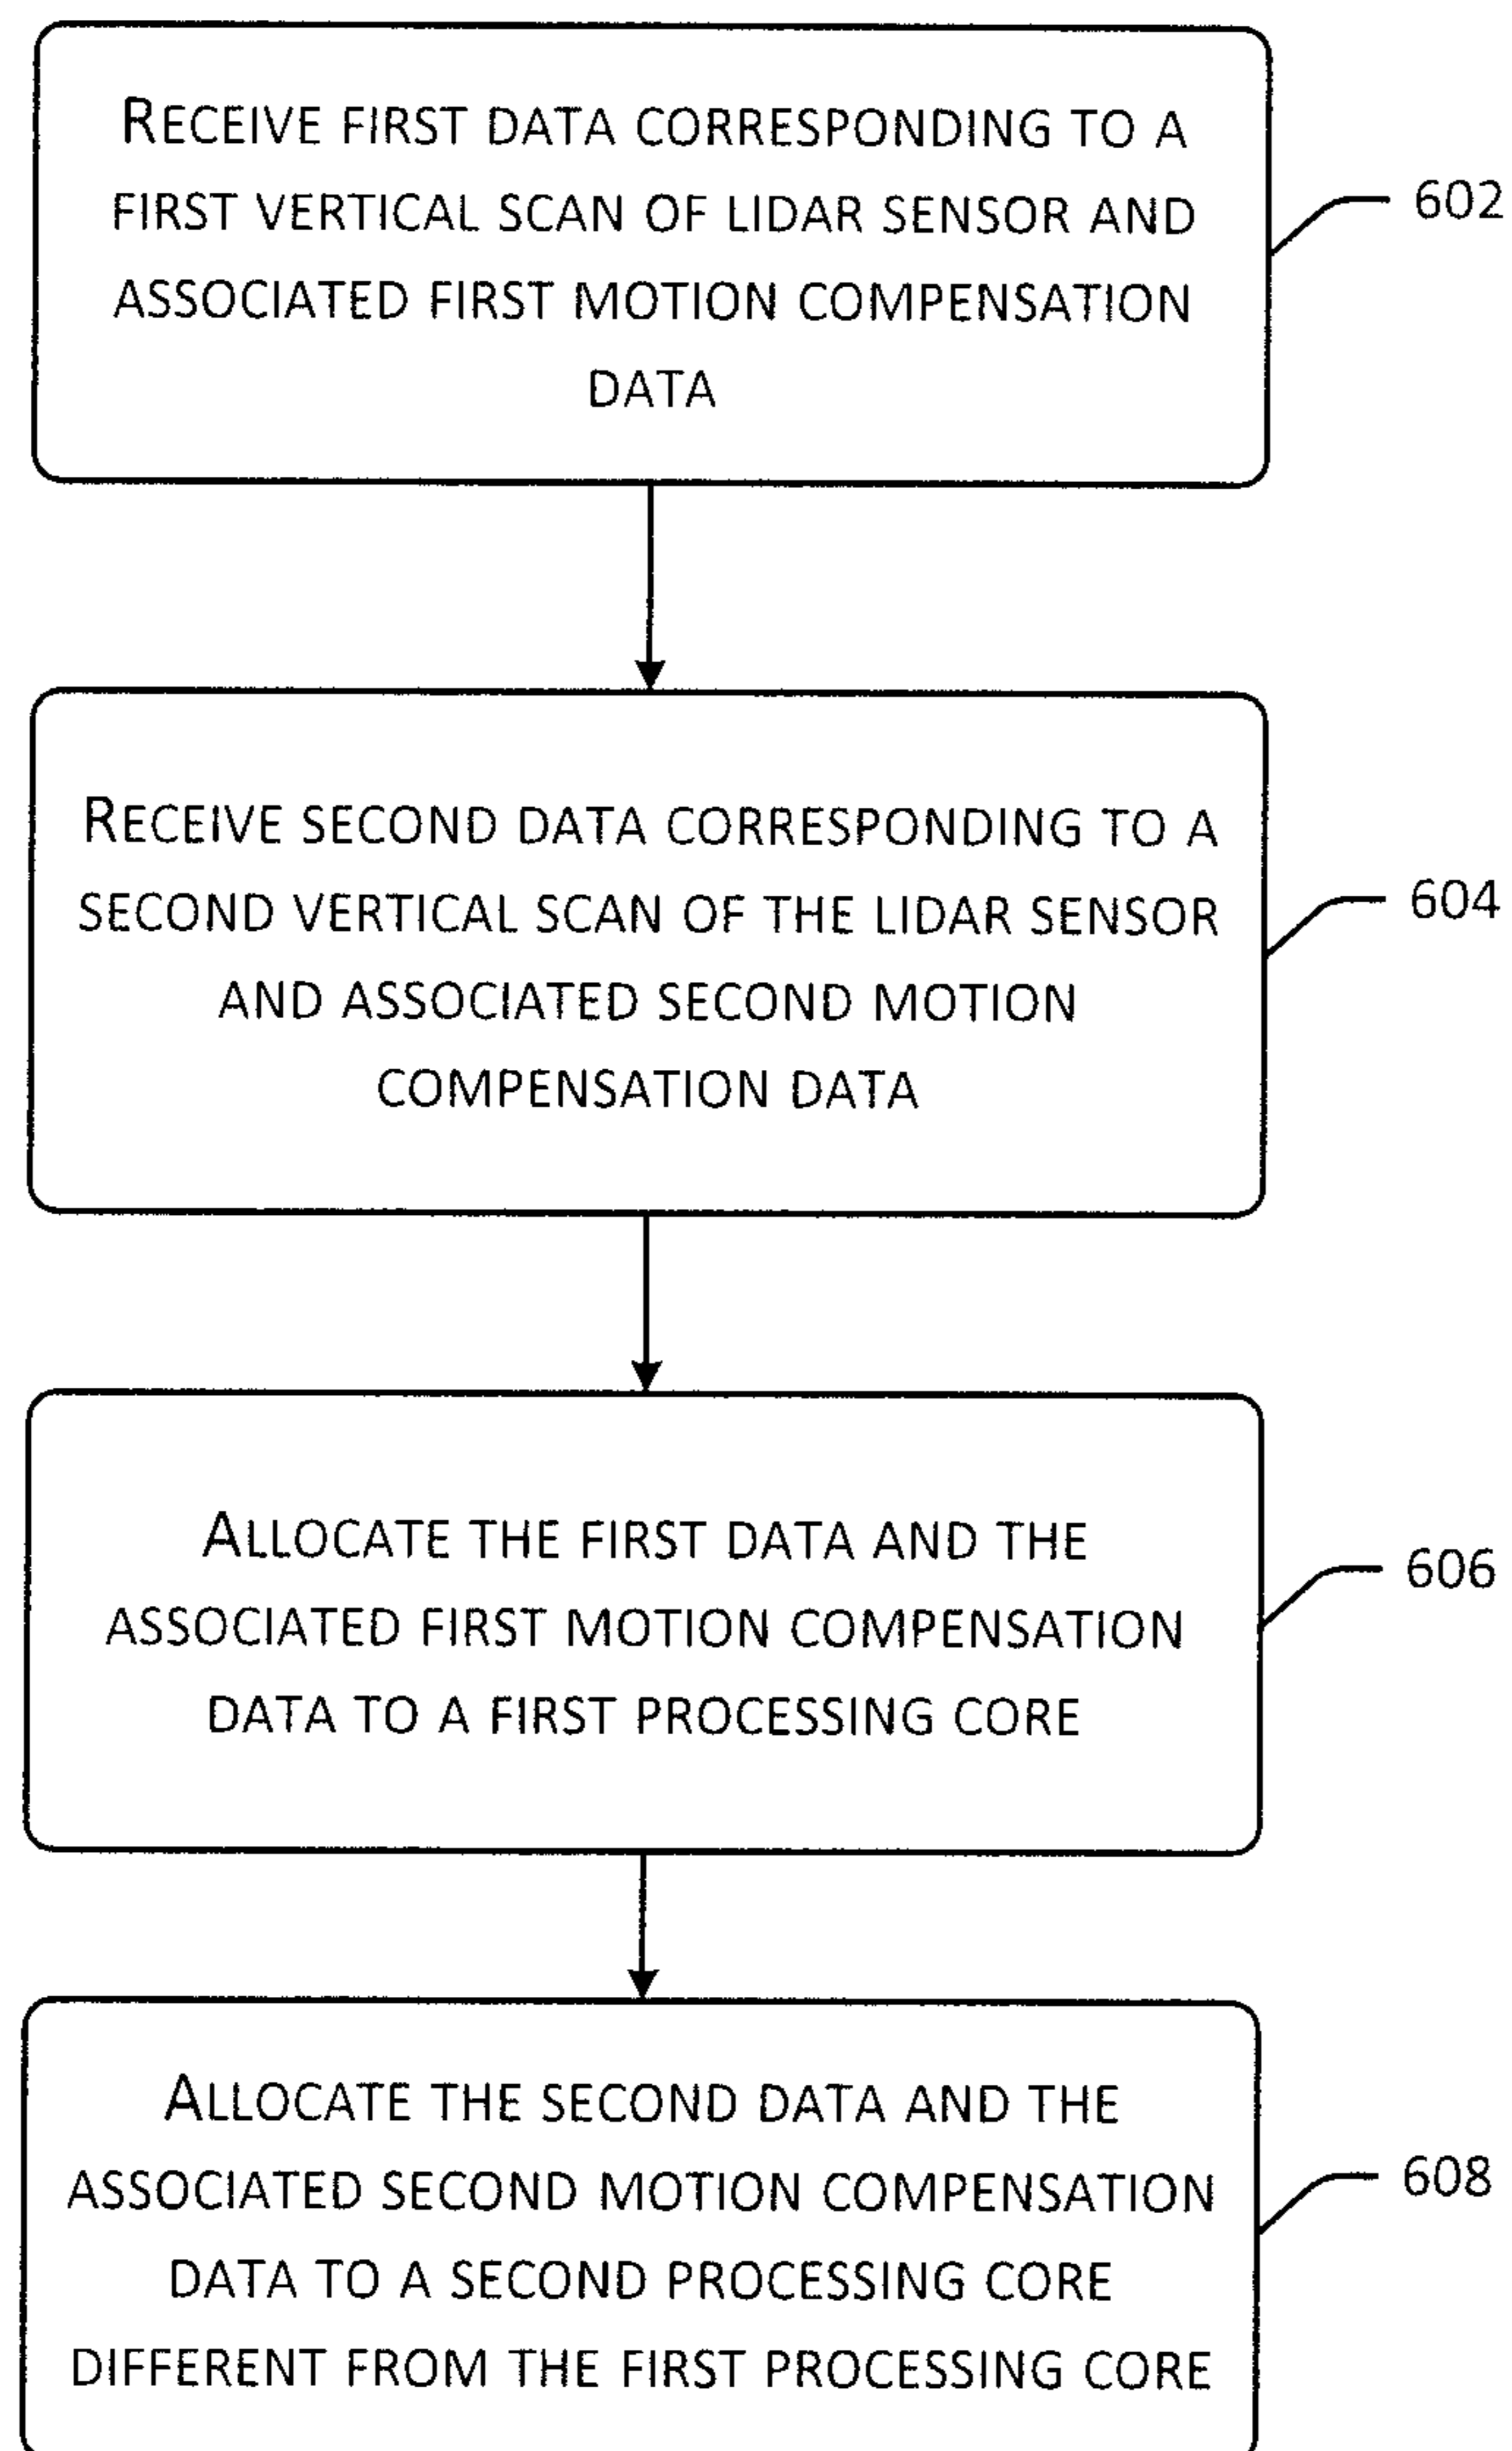 RECEIVE FIRST DATA CORRESPONDING TO A
FIRST VERTICAL SCAN OF LIDAR SENSOR AND
ASSOCIATED FIRST MOTION COMPENSATION
DATA
602
RECEIVE SECOND DATA CORRESPONDING TO A
SECOND VERTICAL SCAN OF THE LIDAR SENSOR
AND ASSOCIATED SECOND MOTION
COMPENSATION DATA
604
ALLOCATE THE FIRST DATA AND THE
ASSOCIATED FIRST MOTION COMPENSATION
DATA TO A FIRST PROCESSING CORE
606
ALLOCATE THE SECOND DATA AND THE
ASSOCIATED SECOND MOTION COMPENSATION
DATA TO A SECOND PROCESSING CORE
DIFFERENT FROM THE FIRST PROCESSING CORE
608